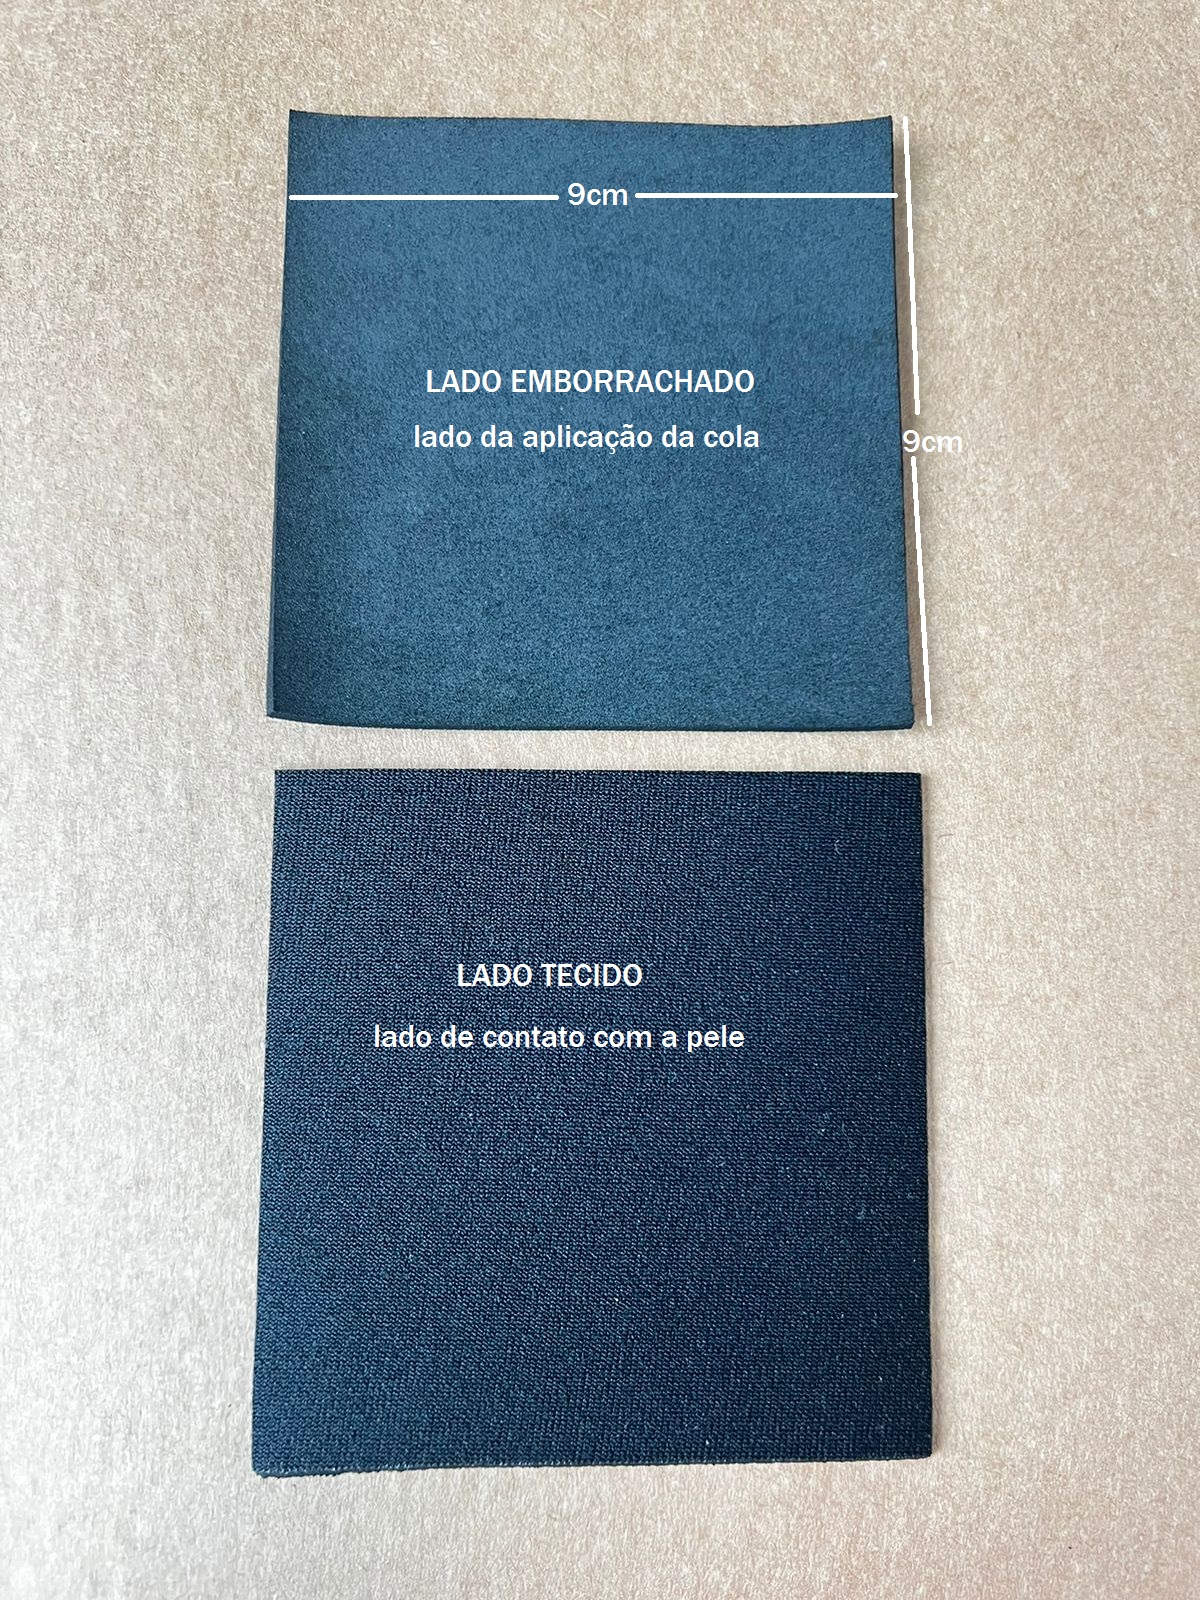 9cm
LADO EMBORRACHADO
lado da aplicação da cola
9cm
LADO TECIDO
lado de contato com a pele